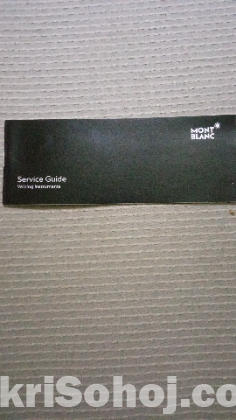 MONT
BLANC
Service Guide
Writing Instruments
kriSohoj.co